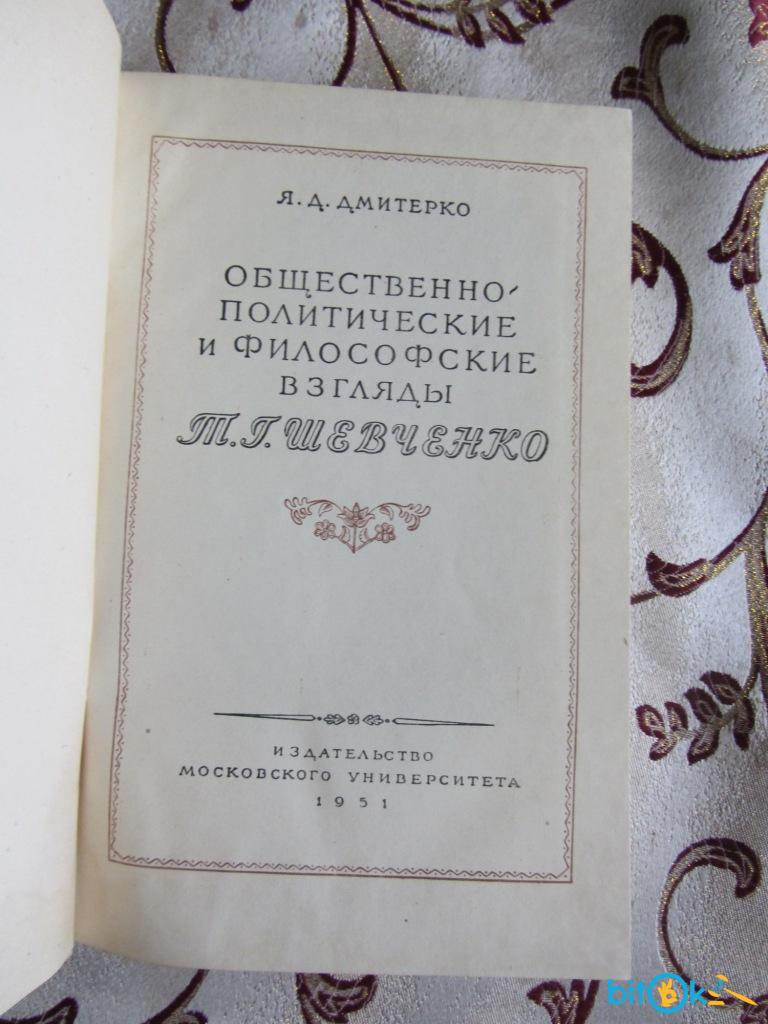 Я. Д. ДМИТЕРКО
ОБЩЕСТВЕННО-
ПОЛИТИЧЕСКИЕ
И ФИЛОСОФСКИЕ
ВЗГЛЯДЫ
Т. Г. ШЕВЧЕНКО
ИЗДАТЕЛЬСТВО
МОСКОВСКОГО УНИВЕРСИТЕТА
1951
bitOk